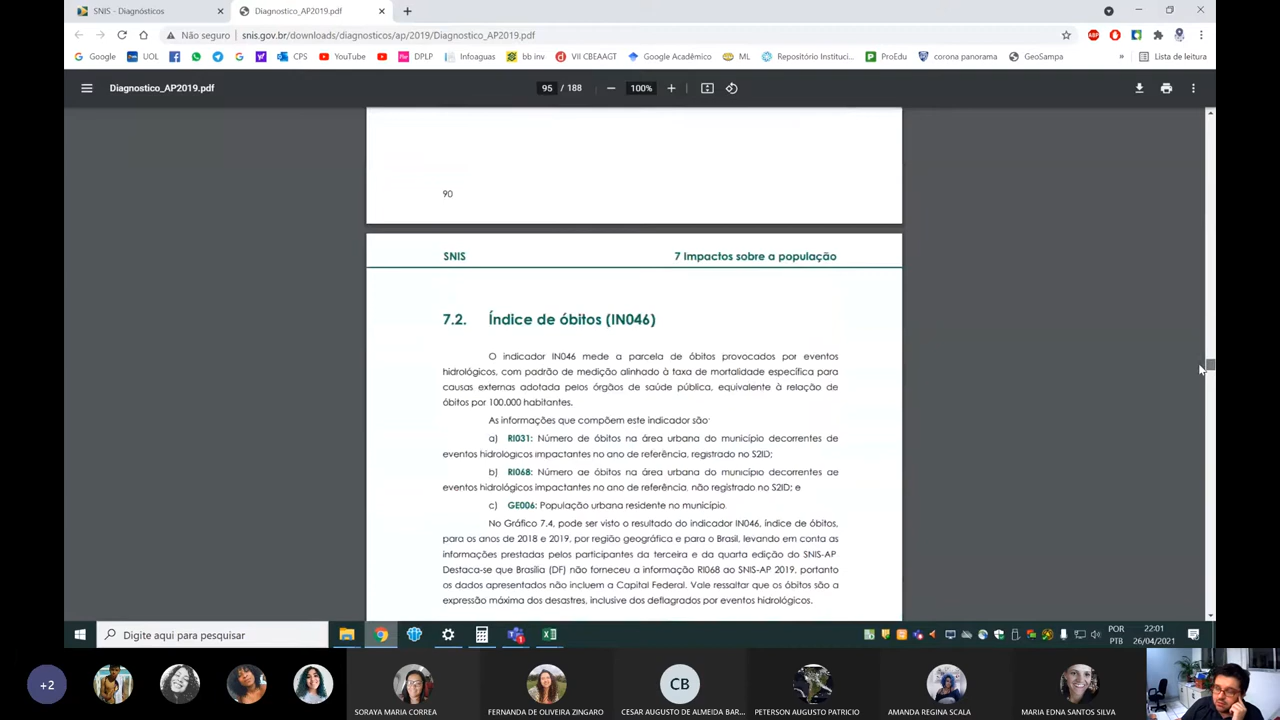 SNIS - Diagnósticos
Diagnostico_AP2019.pdf
Não seguro
snis.gov.br/downloads/diagnosticos/ap/2019/Diagnostico_AP2019.pdf
Google UOL CPS YouTube DPLP Infoaguas bb inv VII CBEAAGT Google Acadêmico ML Repositório Instituci... ProEdu corona panorama GeoSampa » Lista de leitura
Diagnostico_AP2019.pdf 95 / 188 100%
90
SNIS 7 Impactos sobre a população
7.2. Índice de óbitos (IN046)
O indicador IN046 mede a parcela de óbitos provocados por eventos
hidrológicos, com padrão de medição alinhado à taxa de mortalidade específica para
causas externas adotada pelos órgãos de saúde pública, equivalente à relação de
óbitos por 100.000 habitantes.
As informações que compõem este indicador são:
a) RI031: Número de óbitos na área urbana do município decorrentes de
eventos hidrológicos impactantes no ano de referência, registrado no S2ID;
b) RI068: Número de óbitos na área urbana do município decorrentes de
eventos hidrológicos impactantes no ano de referência, não registrado no S2ID; e
c) GE006: População urbana residente no município.
No Gráfico 7.4, pode ser visto o resultado do indicador IN046, índice de óbitos,
para os anos de 2018 e 2019, por região geográfica e para o Brasil, levando em conta as
informações prestadas pelos participantes da terceira e da quarta edição do SNIS-AP.
Destaca-se que Brasília (DF) não forneceu a informação RI068 ao SNIS-AP 2019, portanto
os dados apresentados não incluem a Capital Federal. Vale ressaltar que os óbitos são a
expressão máxima dos desastres, inclusive dos deflagrados por eventos hidrológicos.
Digite aqui para pesquisar
POR
PTB
22:01
26/04/2021
+2
CB
SORAYA MARIA CORREA
FERNANDA DE OLIVEIRA ZINGARO
CESAR AUGUSTO DE ALMEIDA BAR...
PETERSON AUGUSTO PATRICIO
AMANDA REGINA SCALA
MARIA EDNA SANTOS SILVA